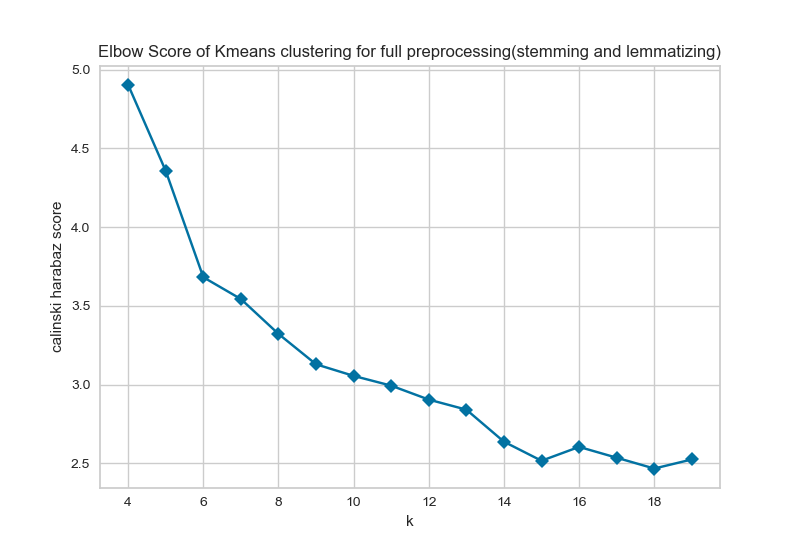 Elbow Score of Kmeans clustering for full preprocessing(stemming and lemmatizing)
5.0
4.5
4.0
3.5
3.0
2.5
calinski harabaz score
4 6 8 10 12 14 16 18
k